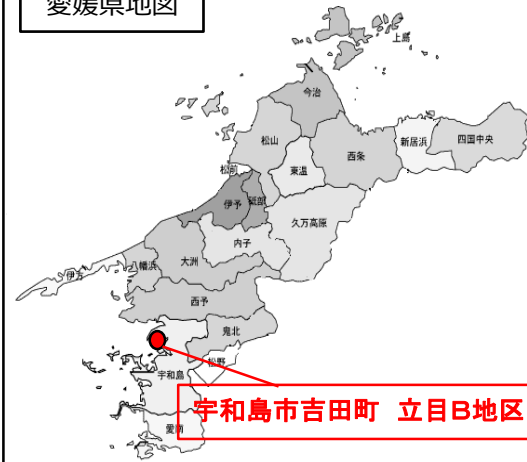 愛媛県地図
上島
今治
松山
西条
新居浜
四国中央
松前
東温
伊予
砥部
久万高原
内子
大洲
八幡浜
伊方
西予
鬼北
松野
宇和島
宇和島市吉田町 立目B地区
愛南